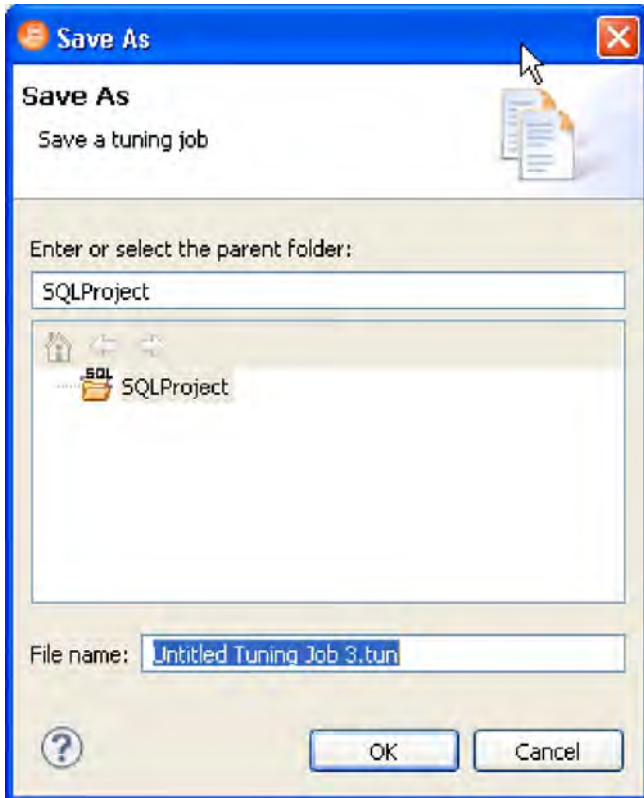 Save As
Save As
Save a tuning job
Enter or select the parent folder:
SQLProject
.SQL
SQLProject
File name: Untitled Tuning Job 3.tun
?
OK Cancel